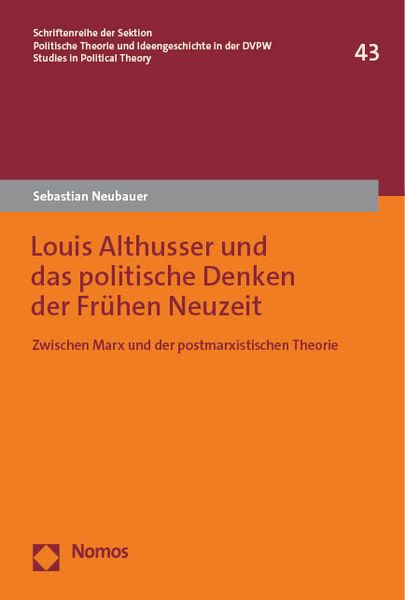 Schriftenreihe der Sektion
Politische Theorie und Ideengeschichte in der DVPW
Studies in Political Theory
43
Sebastian Neubauer
Louis Althusser und
das politische Denken
der Frühen Neuzeit
Zwischen Marx und der postmarxistischen Theorie
Nomos